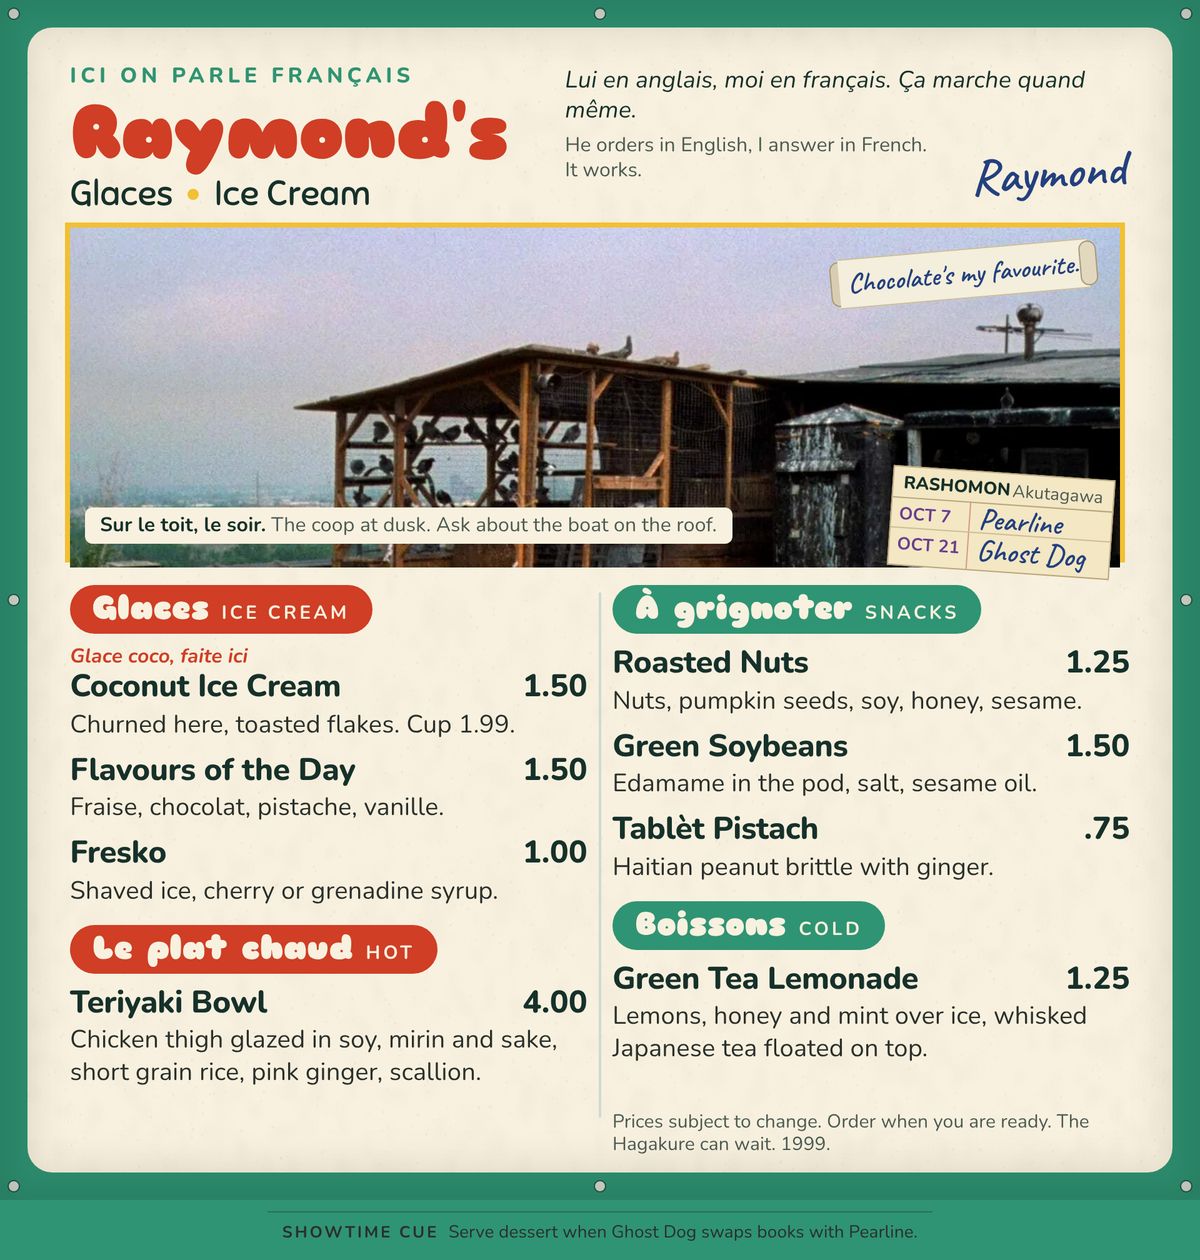 ICI ON PARLE FRANÇAIS
Raymond's
Glaces • Ice Cream
Lui en anglais, moi en français. Ça marche quand
même.
He orders in English, I answer in French.
It works.
Raymond
Chocolate's my favourite.
Sur le toit, le soir. The coop at dusk. Ask about the boat on the roof.
RASHOMON Akutagawa
OCT 7 Pearline
OCT 21 Ghost Dog
Glaces ICE CREAM
Glace coco, faite ici
Coconut Ice Cream 1.50
Churned here, toasted flakes. Cup 1.99.
Flavours of the Day 1.50
Fraise, chocolat, pistache, vanille.
Fresko 1.00
Shaved ice, cherry or grenadine syrup.
Le plat chaud HOT
Teriyaki Bowl 4.00
Chicken thigh glazed in soy, mirin and sake,
short grain rice, pink ginger, scallion.
À grignoter SNACKS
Roasted Nuts 1.25
Nuts, pumpkin seeds, soy, honey, sesame.
Green Soybeans 1.50
Edamame in the pod, salt, sesame oil.
Tablèt Pistach .75
Haitian peanut brittle with ginger.
Boissons COLD
Green Tea Lemonade 1.25
Lemons, honey and mint over ice, whisked
Japanese tea floated on top.
Prices subject to change. Order when you are ready. The
Hagakure can wait. 1999.
SHOWTIME CUE Serve dessert when Ghost Dog swaps books with Pearline.